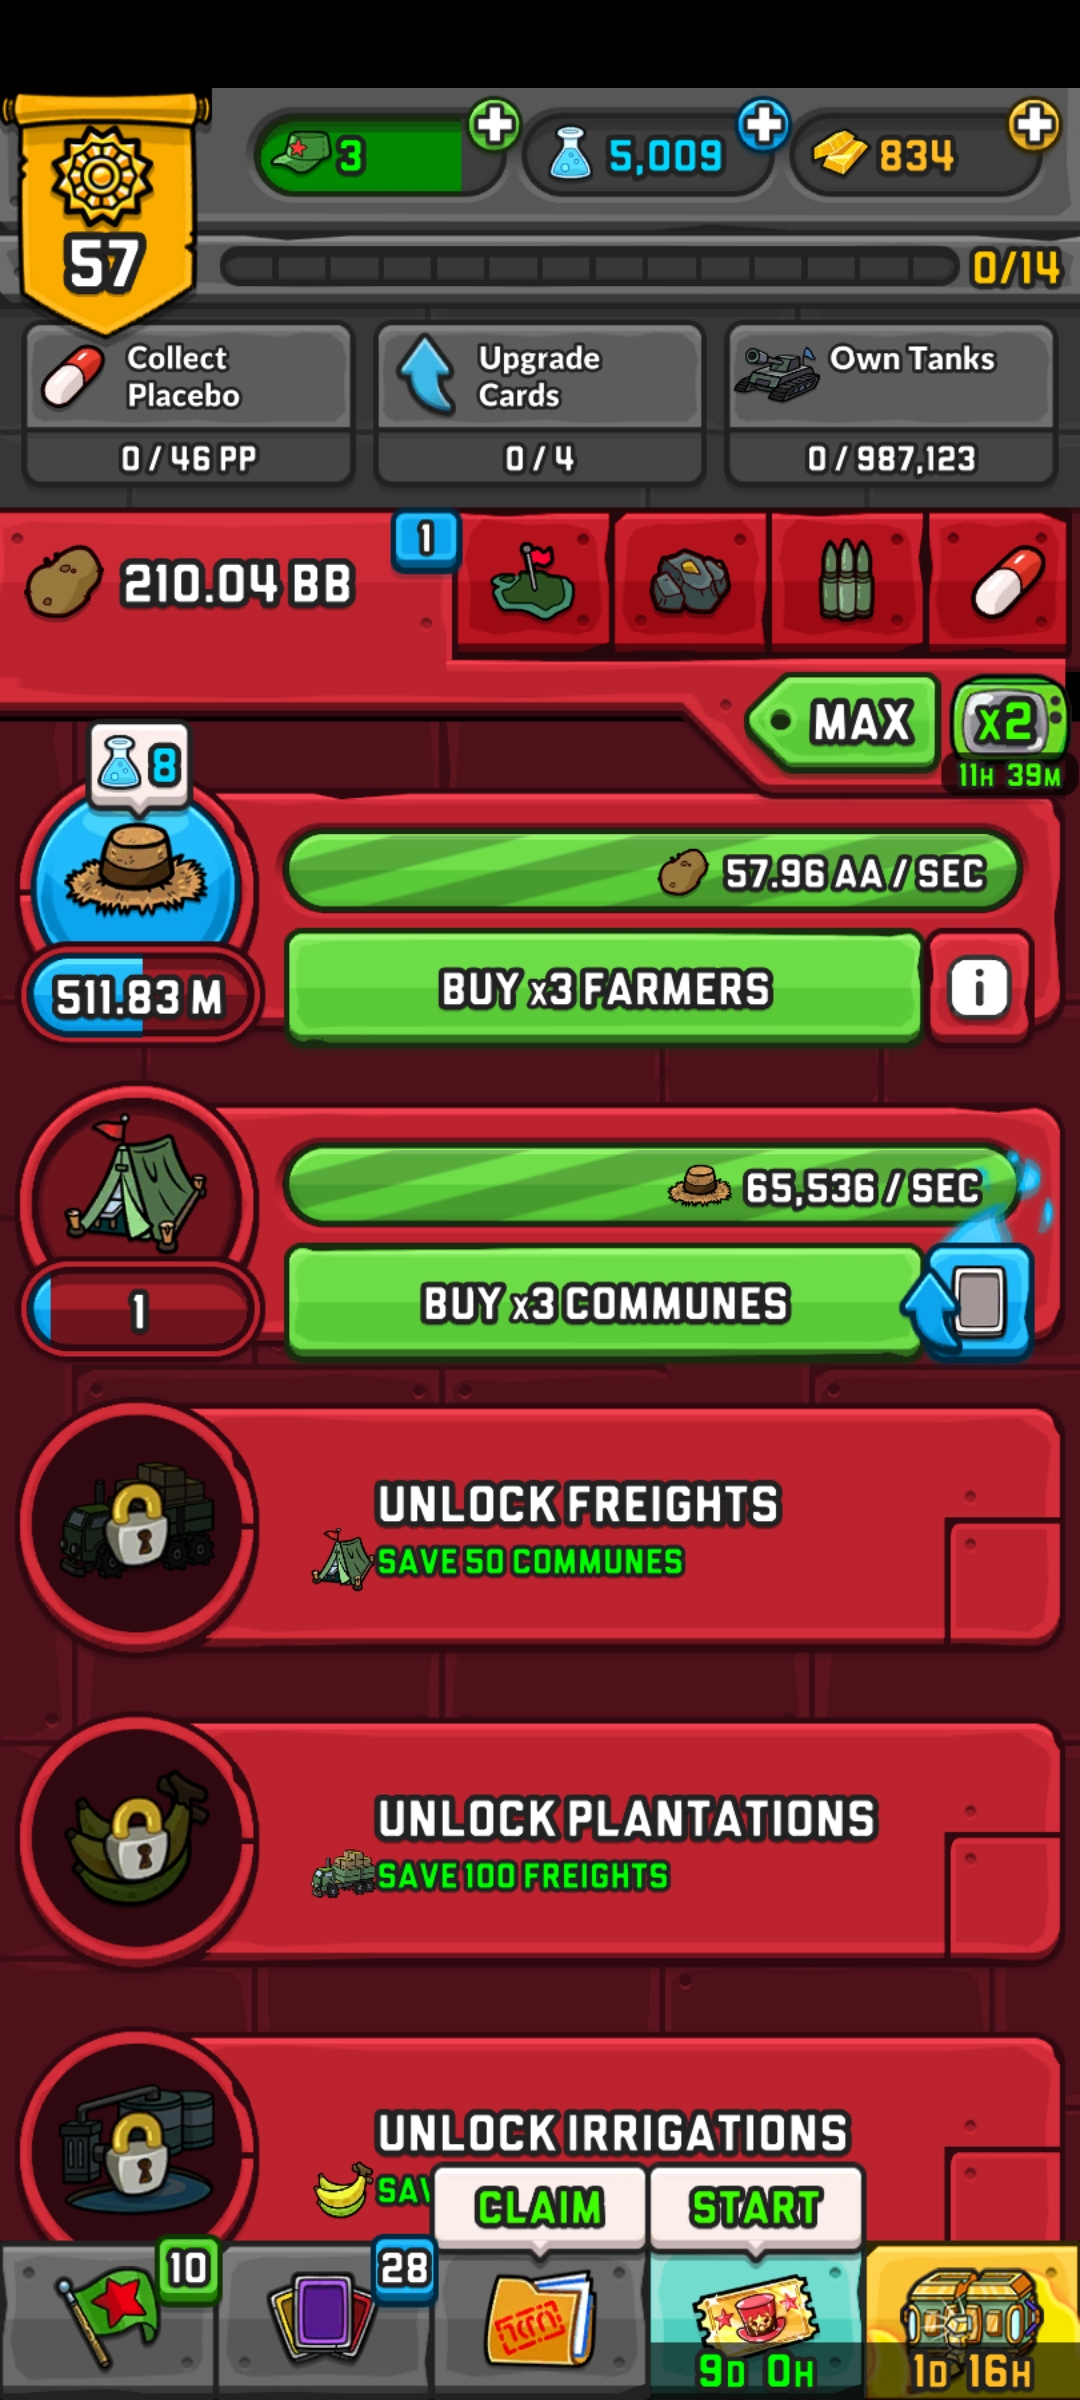 3
5,009
834
57
0/14
Collect
Placebo
0 / 46 PP
Upgrade
Cards
0 / 4
Own Tanks
0 / 987,123
210.04 BB
1
MAX
x2
11H 39M
8
57.96 AA / SEC
511.83 M
BUY x3 FARMERS
i
65,536 / SEC
1
BUY x3 COMMUNES
UNLOCK FREIGHTS
SAVE 50 COMMUNES
UNLOCK PLANTATIONS
SAVE 100 FREIGHTS
UNLOCK IRRIGATIONS
CLAIM
START
10
28
9D 0H
1D 16H